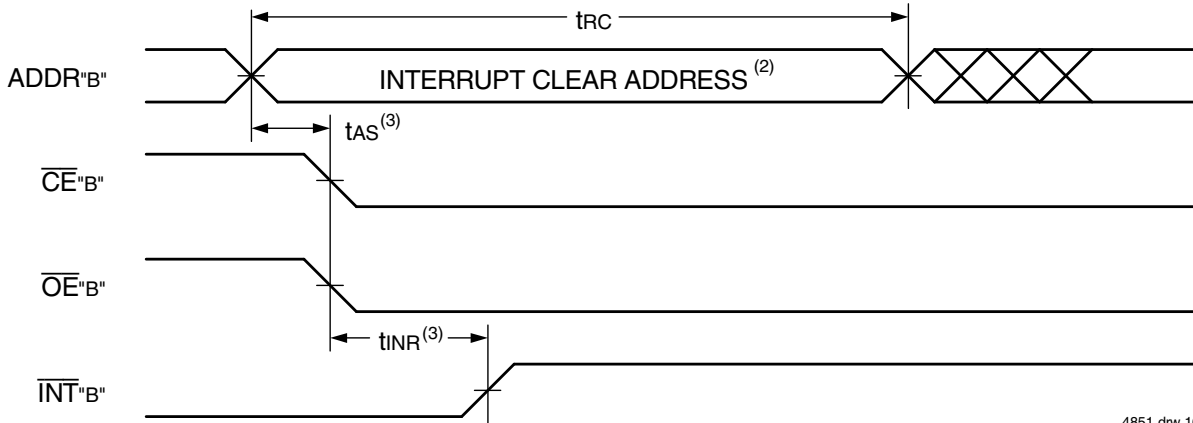 tRC
ADDR"B"
INTERRUPT CLEAR ADDRESS (2)
tAS(3)
CE"B"
OE"B"
tINR(3)
INT"B"